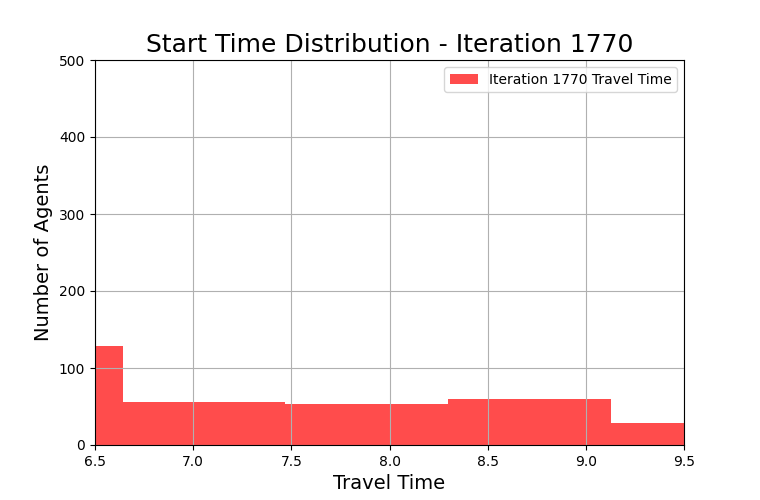 Start Time Distribution - Iteration 1770
Iteration 1770 Travel Time
Number of Agents
500
400
300
200
100
0
6.5 7.0 7.5 8.0 8.5 9.0 9.5
Travel Time